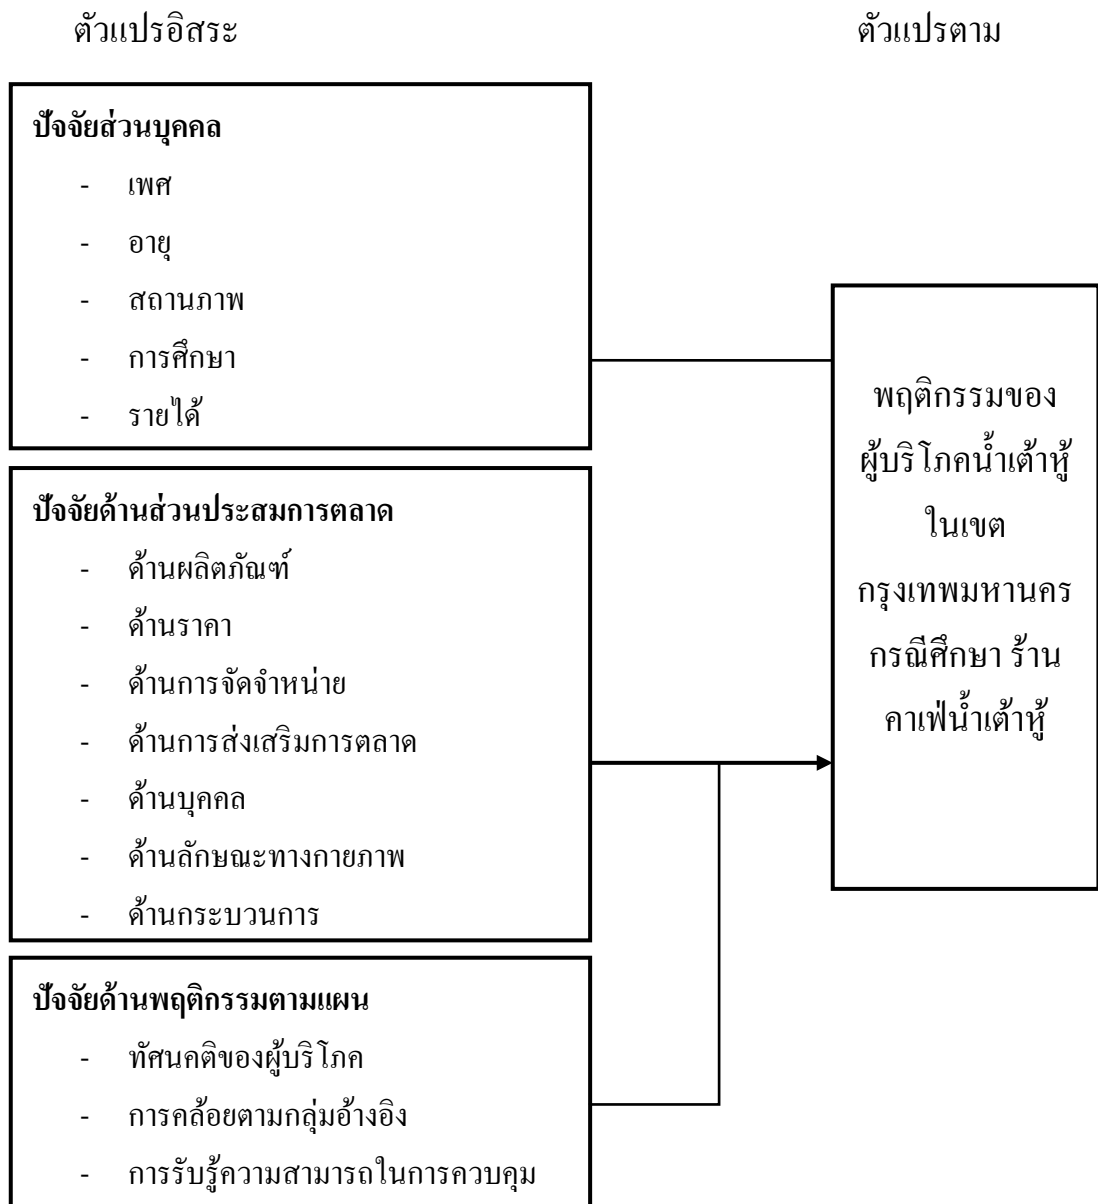 ตัวแปรอิสระ
ตัวแปรตาม
ปัจจัยส่วนบุคคล
- เพศ
- อายุ
- สถานภาพ
- การศึกษา
- รายได้
ปัจจัยด้านส่วนประสมการตลาด
- ด้านผลิตภัณฑ์
- ด้านราคา
- ด้านการจัดจำหน่าย
- ด้านการส่งเสริมการตลาด
- ด้านบุคคล
- ด้านลักษณะทางกายภาพ
- ด้านกระบวนการ
ปัจจัยด้านพฤติกรรมตามแผน
- ทัศนคติของผู้บริโภค
- การคล้อยตามกลุ่มอ้างอิง
- การรับรู้ความสามารถในการควบคุม
พฤติกรรมของ
ผู้บริโภคน้ำเต้าหู้
ในเขต
กรุงเทพมหานคร
กรณีศึกษา ร้าน
คาเฟ่น้ำเต้าหู้